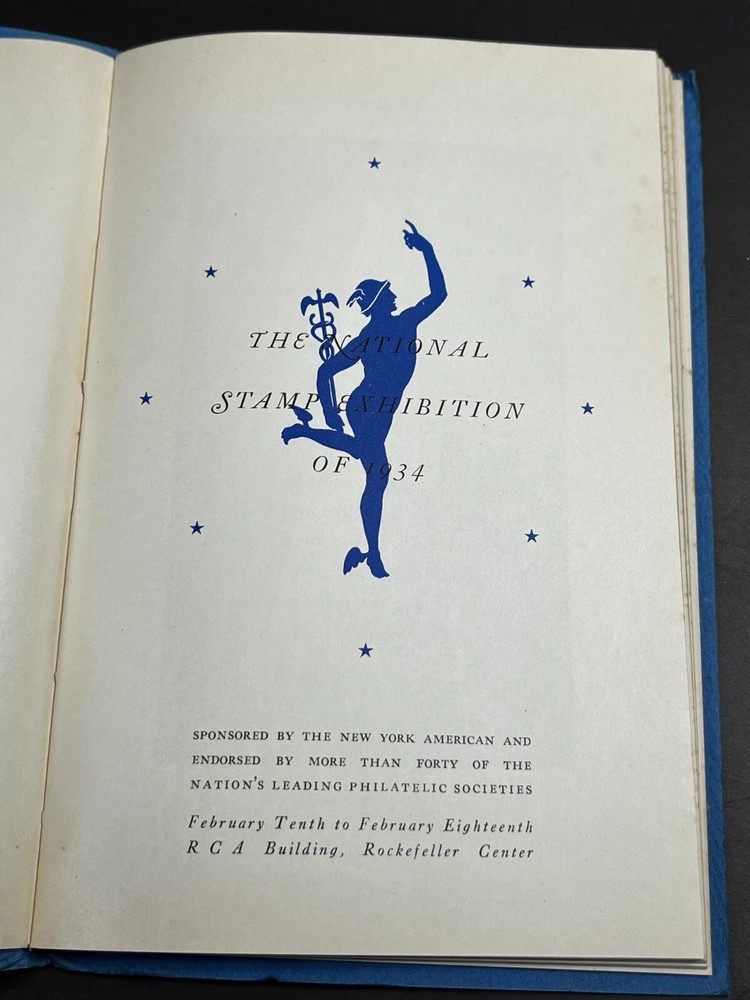 THE NATIONAL
STAMP EXHIBITION
OF 1934
SPONSORED BY THE NEW YORK AMERICAN AND
ENDORSED BY MORE THAN FORTY OF THE
NATION'S LEADING PHILATELIC SOCIETIES
February Tenth to February Eighteenth
RCA Building, Rockefeller Center